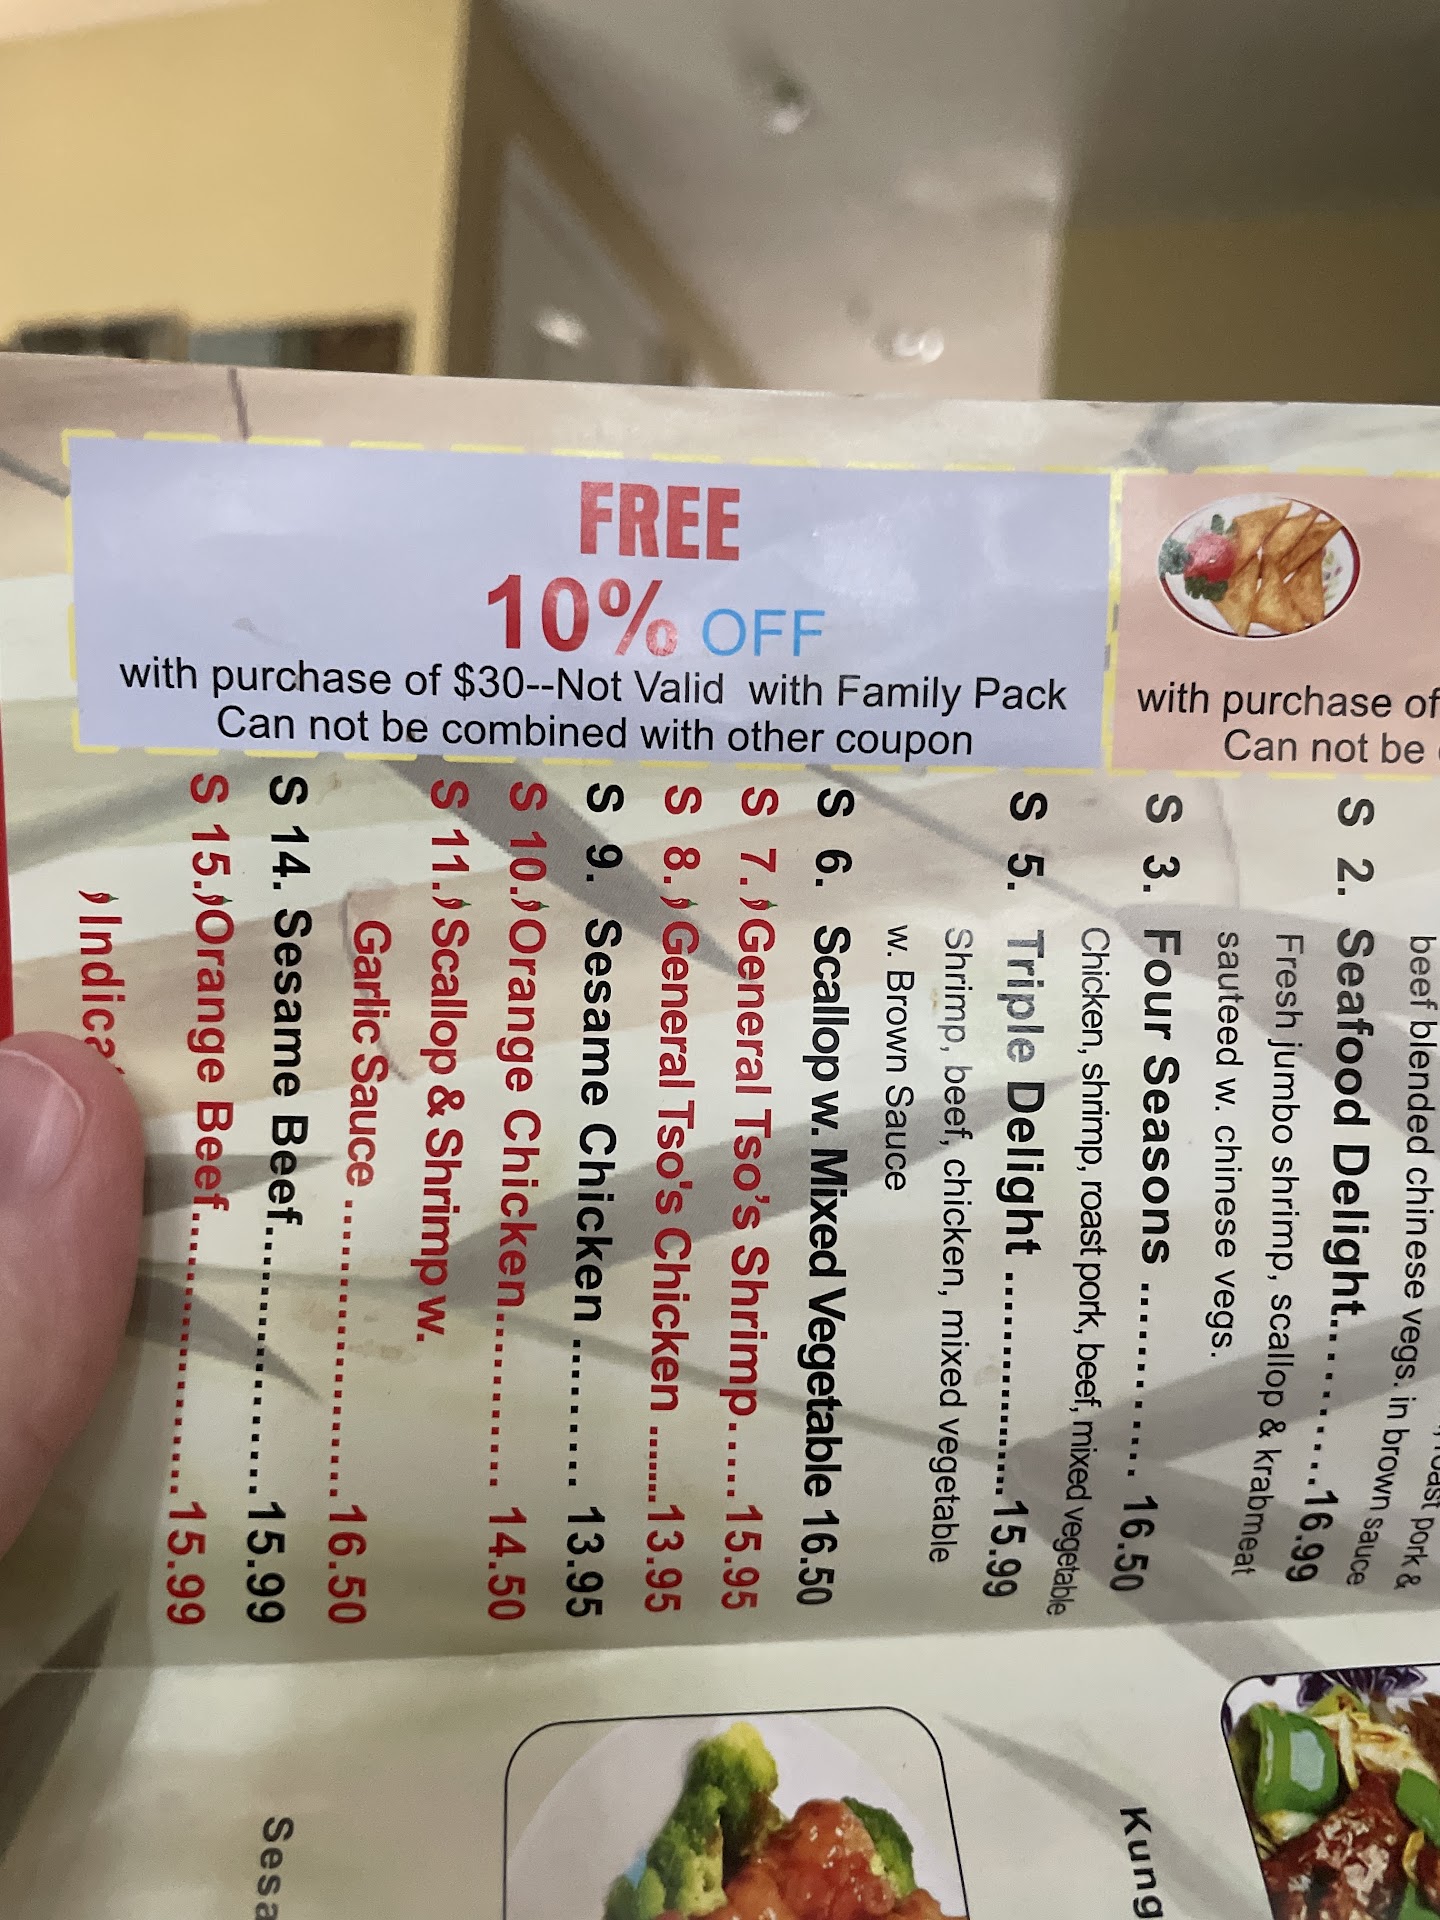 FREE
10% OFF
with purchase of $30--Not Valid with Family Pack
Can not be combined with other coupon
with purchase of
Can not be
beef blended chinese vegs. in brown sauce
S 2. Seafood Delight..........16.99
Fresh jumbo shrimp, scallop & krabmeat
sauteed w. chinese vegs.
S 3. Four Seasons ........... 16.50
Chicken, shrimp, roast pork, beef, mixed vegetable
S 5. Triple Delight ................15.99
Shrimp, beef, chicken, mixed vegetable
w. Brown Sauce
S 6. Scallop w. Mixed Vegetable 16.50
S 7. General Tso's Shrimp.....15.95
S 8. General Tso's Chicken .......13.95
S 9. Sesame Chicken ........ 13.95
S 10. Orange Chicken........... 14.50
S 11. Scallop & Shrimp w.
Garlic Sauce ...................16.50
S 14. Sesame Beef.................15.99
S 15. Orange Beef..................15.99
Kung